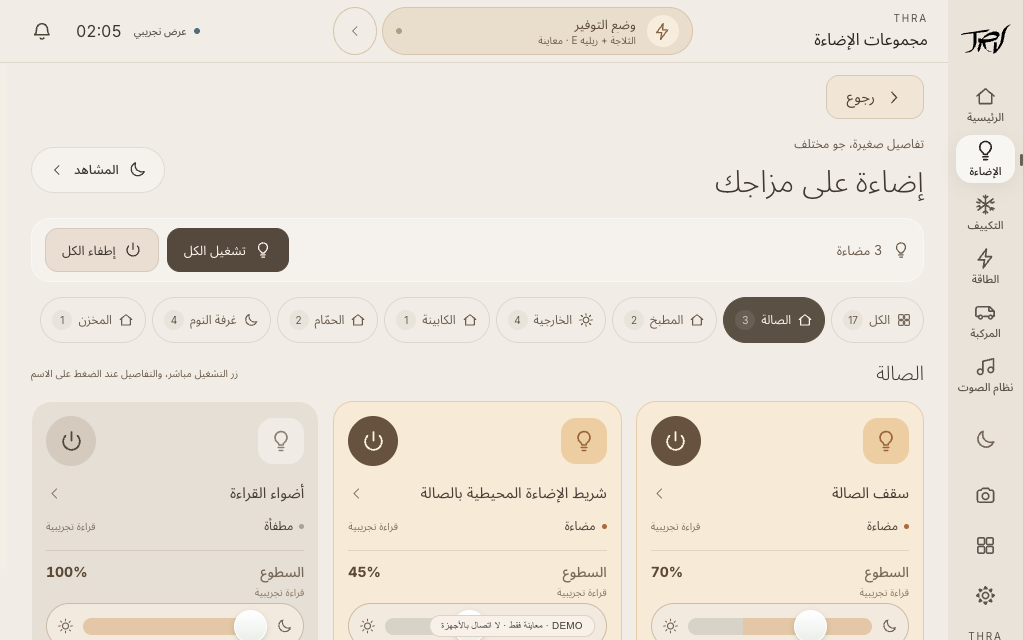 THRA
مجموعات الإضاءة
وضع التوفير
الثلاجة + ريليه E · معاينة
عرض تجريبي
02:05
الرئيسية
الإضاءة
التكييف
الطاقة
المركبة
نظام الصوت
THRA
رجوع
تفاصيل صغيرة، جو مختلف
إضاءة على مزاجك
المشاهد
3 مضاءة
تشغيل الكل
إطفاء الكل
الكل 17
الصالة 3
المطبخ 2
الكابينة 1
الخارجية 4
الحمّام 2
غرفة النوم 4
المخزن 1
الصالة
زر التشغيل مباشر، والتفاصيل عند الضغط على الاسم
سقف الصالة
مضاءة
قراءة تجريبية
السطوع
70%
قراءة تجريبية
شريط الإضاءة المحيطية بالصالة
مضاءة
قراءة تجريبية
السطوع
45%
قراءة تجريبية
أضواء القراءة
مطفأة
قراءة تجريبية
السطوع
100%
قراءة تجريبية
DEMO · معاينة فقط · لا اتصال بالأجهزة